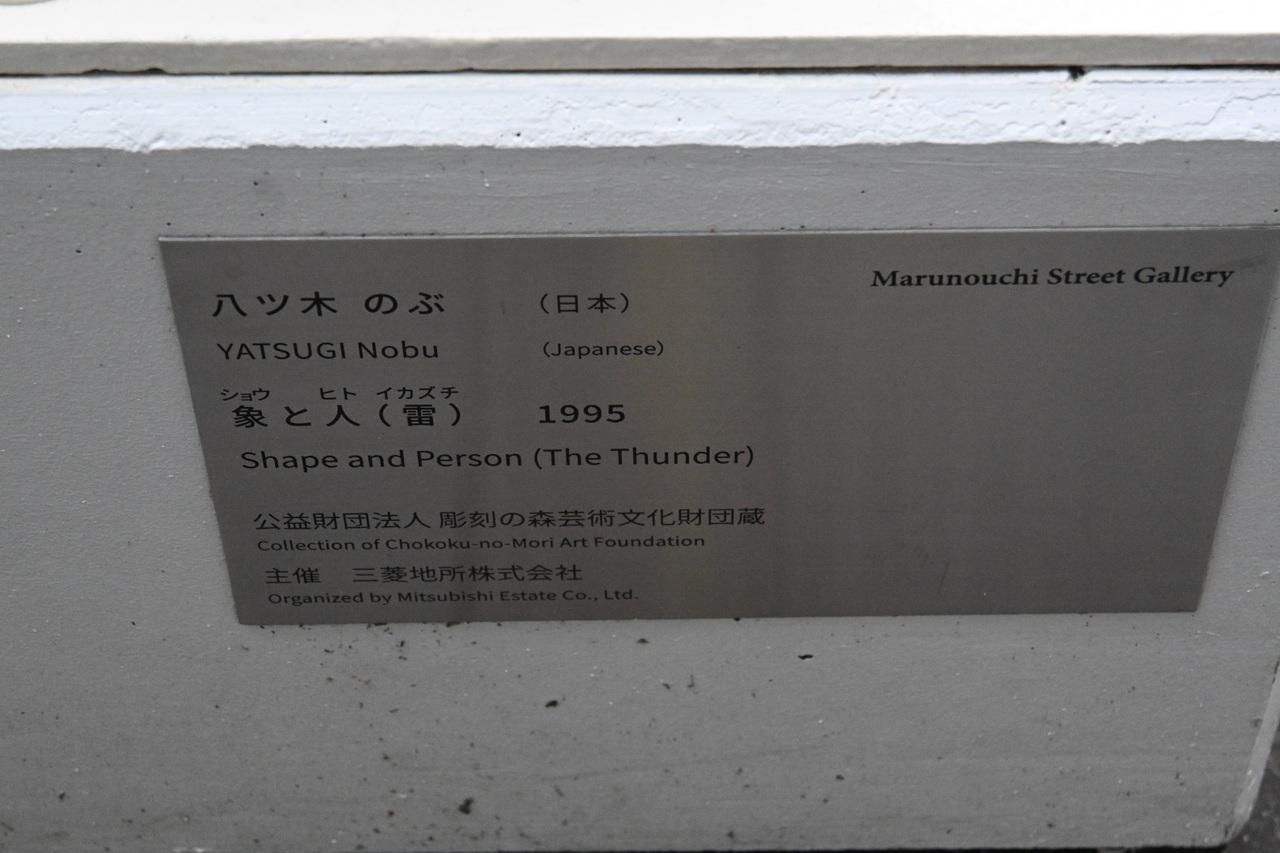 Marunouchi Street Gallery
八ツ木 のぶ （日本）
YATSUGI Nobu （Japanese）
ショウ ヒト イカズチ
象と人（雷） 1995
Shape and Person (The Thunder)
公益財団法人 彫刻の森芸術文化財団蔵
Collection of Chokoku-no-Mori Art Foundation
主催 三菱地所株式会社
Organized by Mitsubishi Estate Co., Ltd.